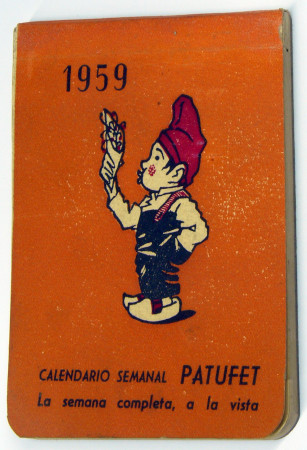 1959
CALENDARIO SEMANAL PATUFET
La semana completa, a la vista